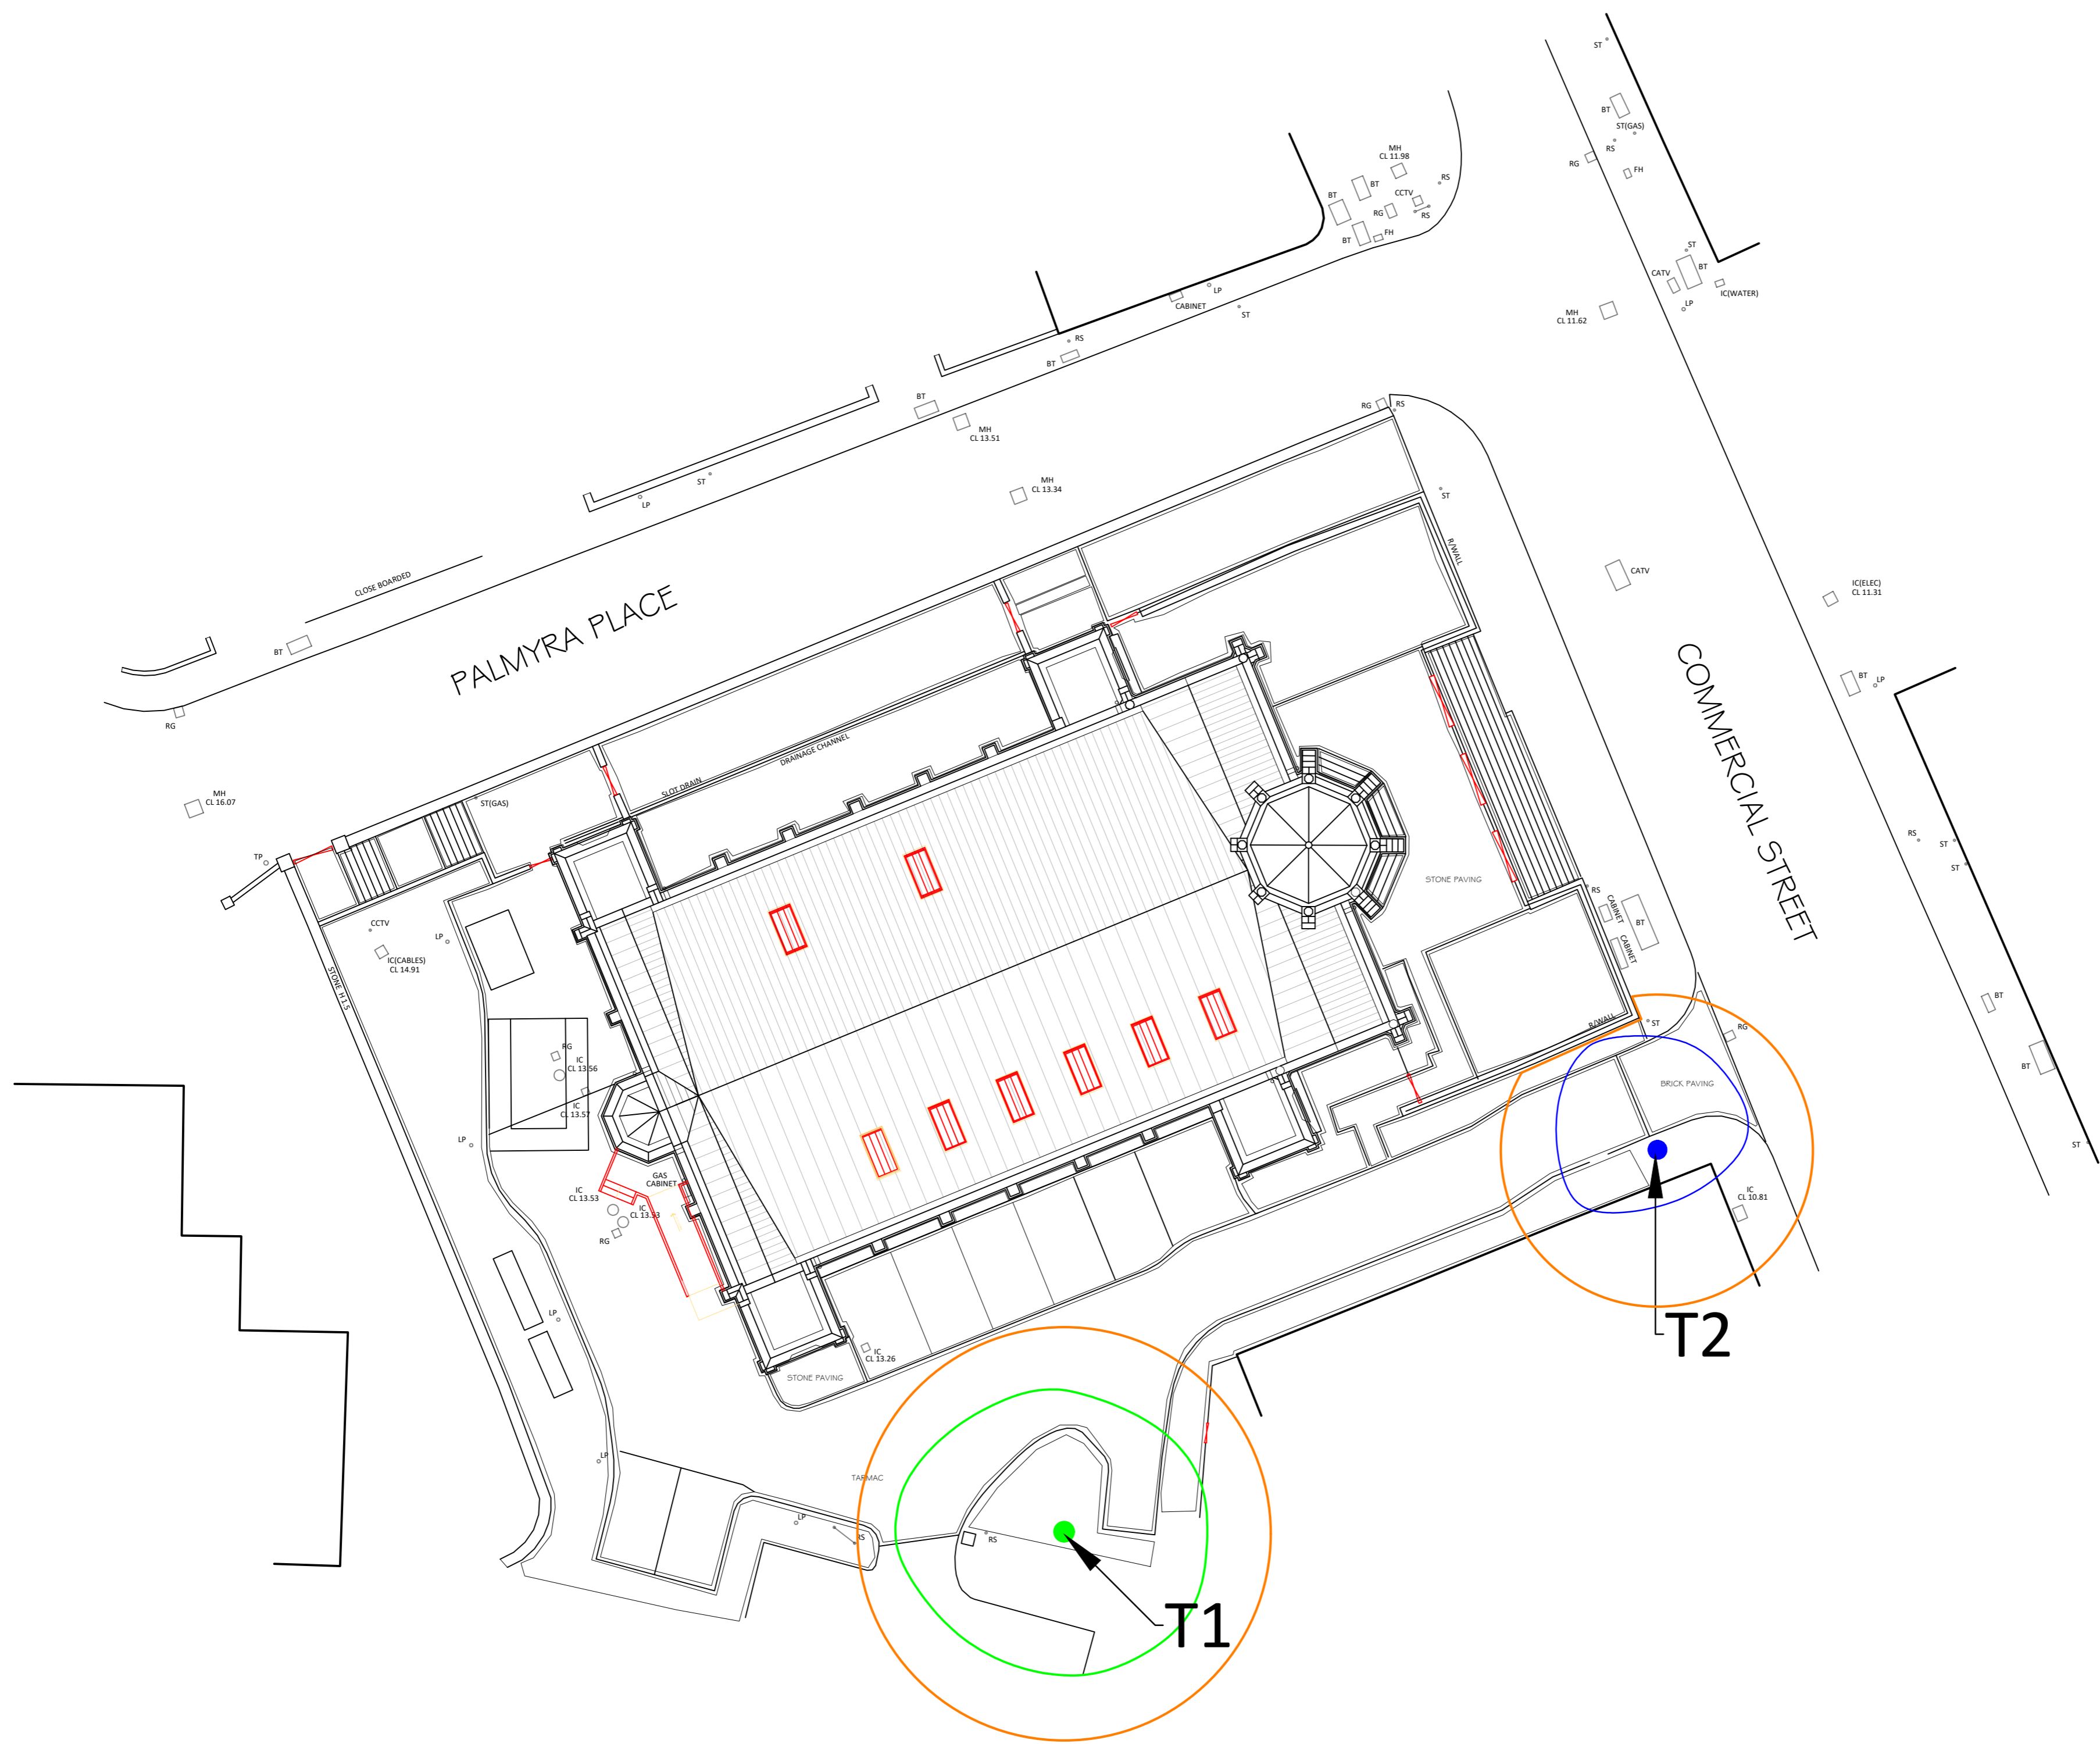 ST
BT
ST(GAS)
RS
RG
FH
MH
CL 11.98
BT
BT
CCTV
RS
RG
RS
FH
BT
ST
CATV
BT
IC(WATER)
LP
LP
CABINET
ST
MH
CL 11.62
RS
BT
BT
MH
CL 13.51
RG
RS
ST
LP
MH
CL 13.34
ST
R/WALL
CLOSE BOARDED
PALMYRA PLACE
CATV
IC(ELEC)
CL 11.31
BT
RG
BT
LP
COMMERCIAL STREET
DRAINAGE CHANNEL
SLOT DRAIN
ST(GAS)
MH
CL 16.07
TP
RS
ST
ST
STONE PAVING
RS
CABINET
BT
CABINET
CCTV
LP
IC(CABLES)
CL 14.91
STONE H1.5
BT
R/WALL
ST
RG
RG
IC
CL 13.56
BT
BRICK PAVING
IC
CL 13.57
LP
ST
GAS
CABINET
IC
CL 13.53
IC
CL 13.53
RG
IC
CL 10.81
LP
T2
IC
CL 13.26
STONE PAVING
LP
TARMAC
LP
RS
RS
T1